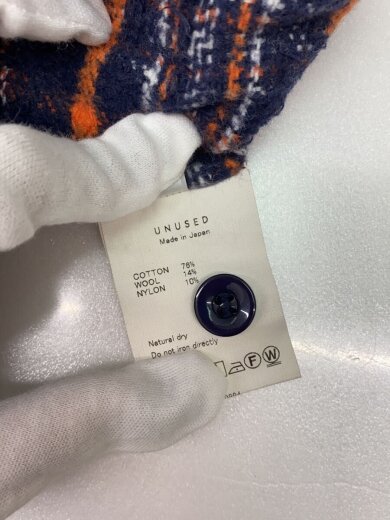 UNUSED
Made in Japan
COTTON 76%
WOOL 14%
NYLON 10%
Natural dry
Do not iron directly
F W